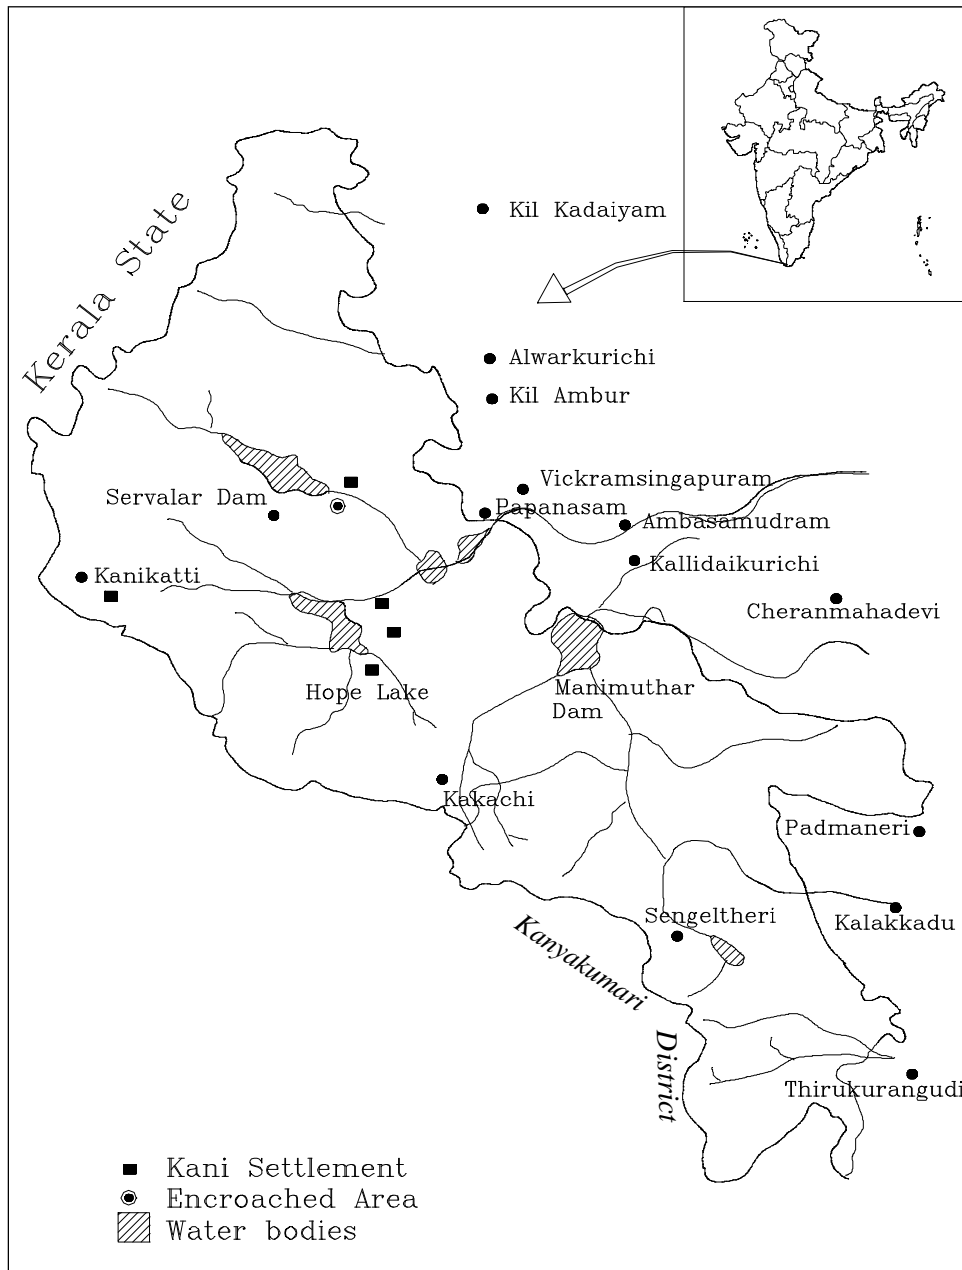 Kil Kadaiyam
Kerala State
Alwarkurichi
Kil Ambur
Vickramsingapuram
Servalar Dam
Papanasam
Ambasamudram
Kallidaikurichi
Kanikatti
Cheranmahadevi
Hope Lake
Manimuthar
Dam
Kakachi
Padmaneri
Sengeltheri
Kalakkadu
Kanyakumari
District
Thirukurangudi
Kani Settlement
Encroached Area
Water bodies